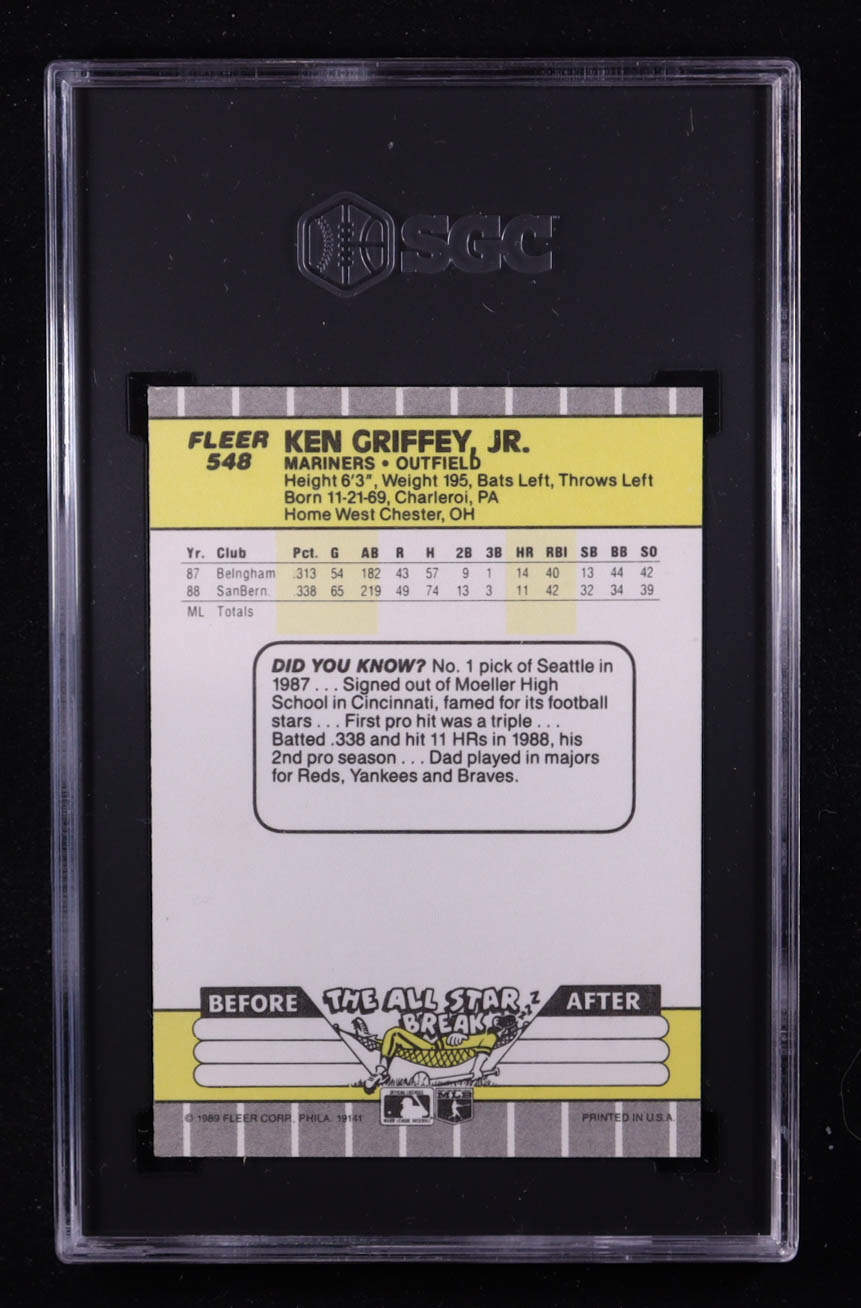 SGC
FLEER KEN GRIFFEY, JR.
548 MARINERS • OUTFIELD
Height 6'3", Weight 195, Bats Left, Throws Left
Born 11-21-69, Charleroi, PA
Home West Chester, OH
Yr. Club Pct. G AB R H 2B 3B HR RBI SB BB SO
87 Belngham .313 54 182 43 57 9 1 14 40 13 44 42
88 SanBern. .338 65 219 49 74 13 3 11 42 32 34 39
ML Totals
DID YOU KNOW? No. 1 pick of Seattle in
1987 . . . Signed out of Moeller High
School in Cincinnati, famed for its football
stars . . . First pro hit was a triple . . .
Batted .338 and hit 11 HRs in 1988, his
2nd pro season . . . Dad played in majors
for Reds, Yankees and Braves.
BEFORE THE ALL STAR BREAK ZZZ AFTER
MLB
© 1989 FLEER CORP., PHILA. 19141 PRINTED IN U.S.A.